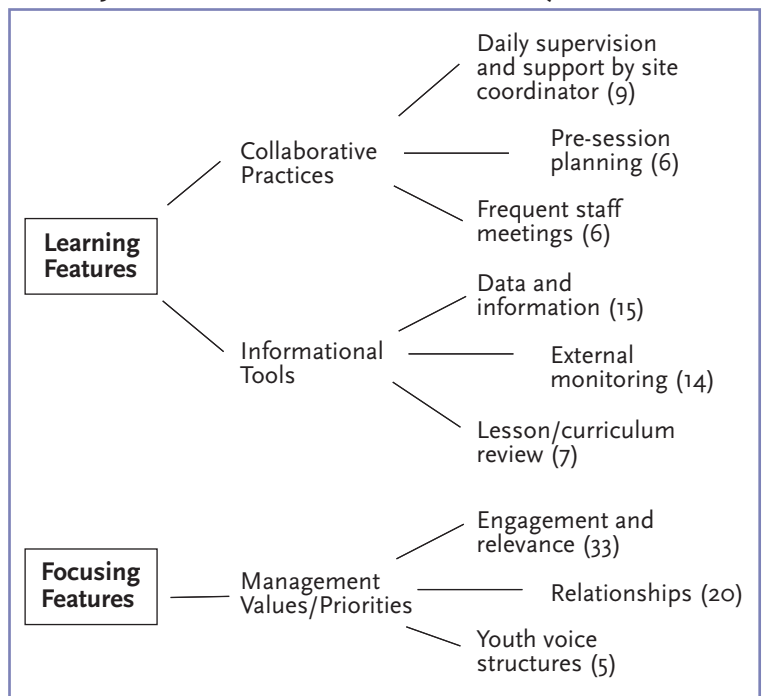 Daily supervision
and support by site
coordinator (9)
Collaborative
Practices
Pre-session
planning (6)
Frequent staff
meetings (6)
Learning
Features
Data and
information (15)
Informational
Tools
External
monitoring (14)
Lesson/curriculum
review (7)
Engagement and
relevance (33)
Focusing
Features
Management
Values/Priorities
Relationships (20)
Youth voice
structures (5)